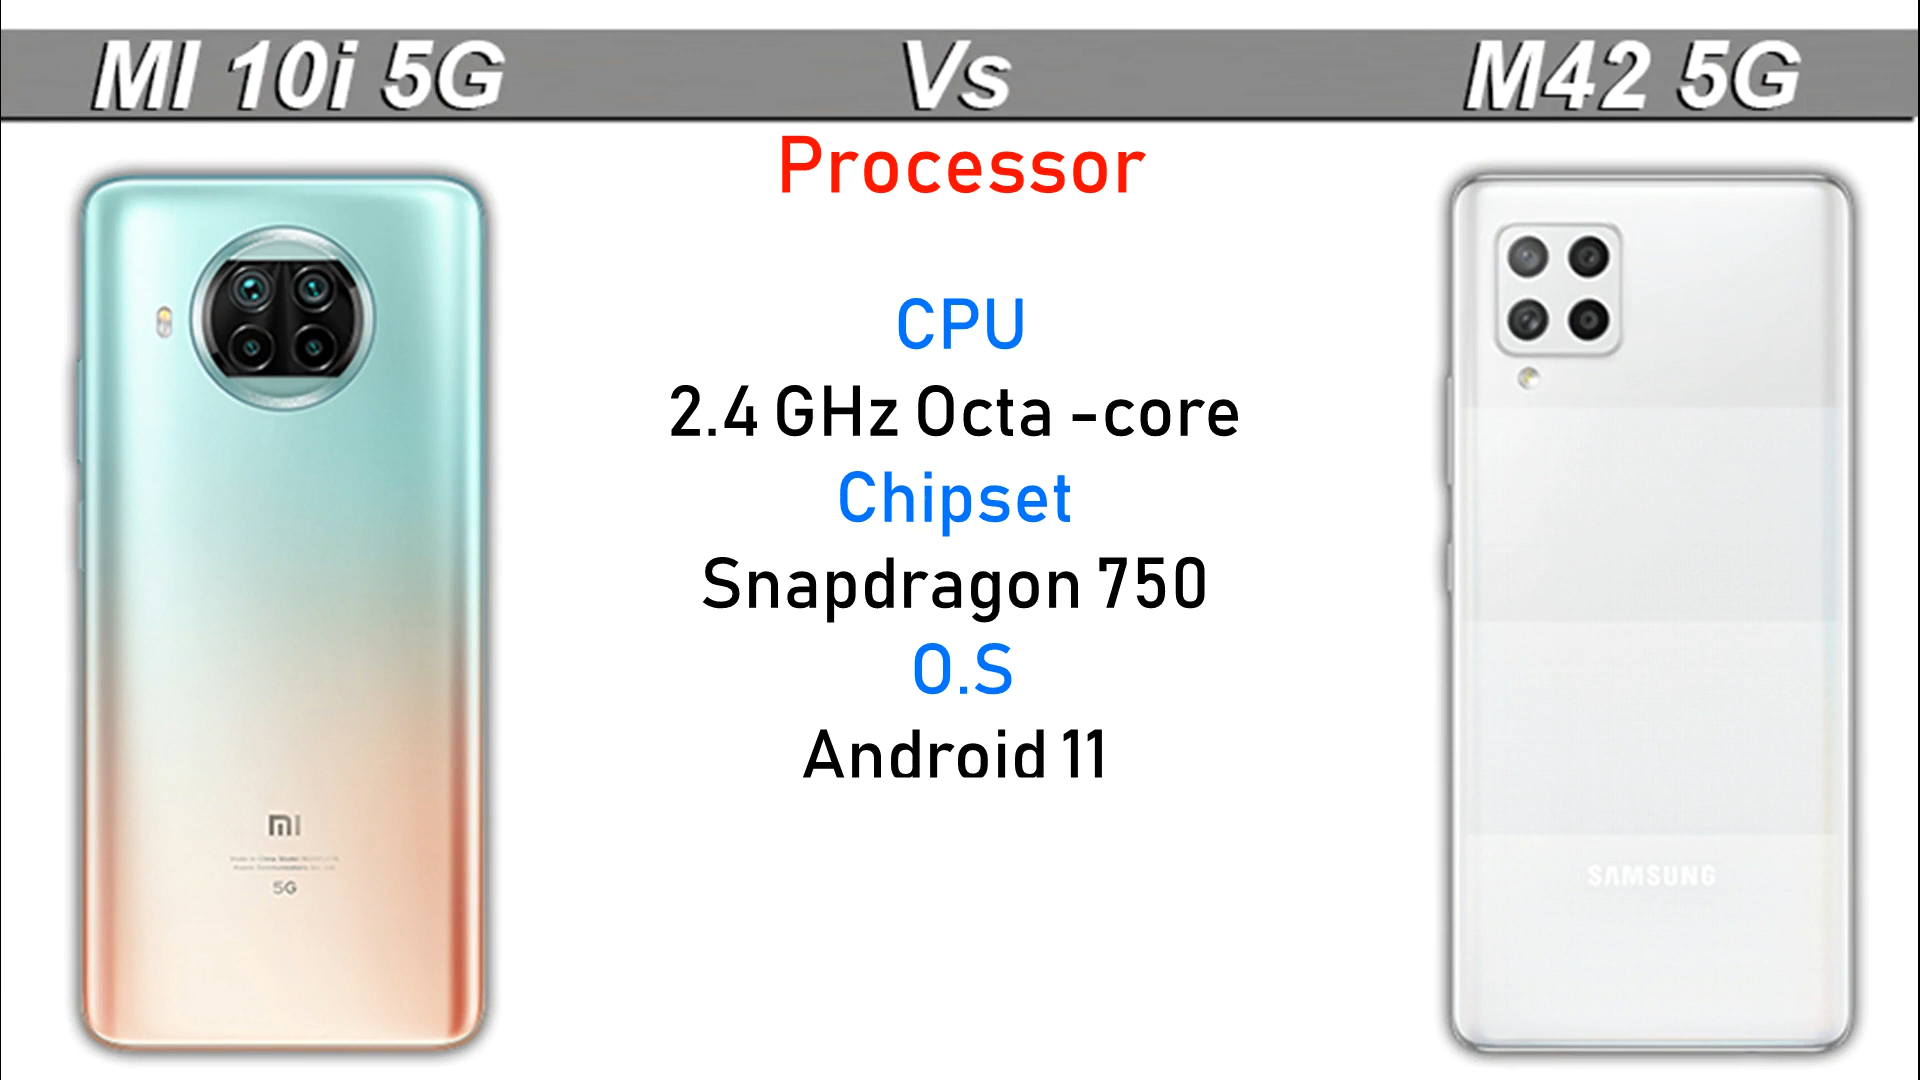 MI 10i 5G Vs M42 5G
Processor
CPU
2.4 GHz Octa -core
Chipset
Snapdragon 750
O.S
Android 11
MI
5G
SAMSUNG